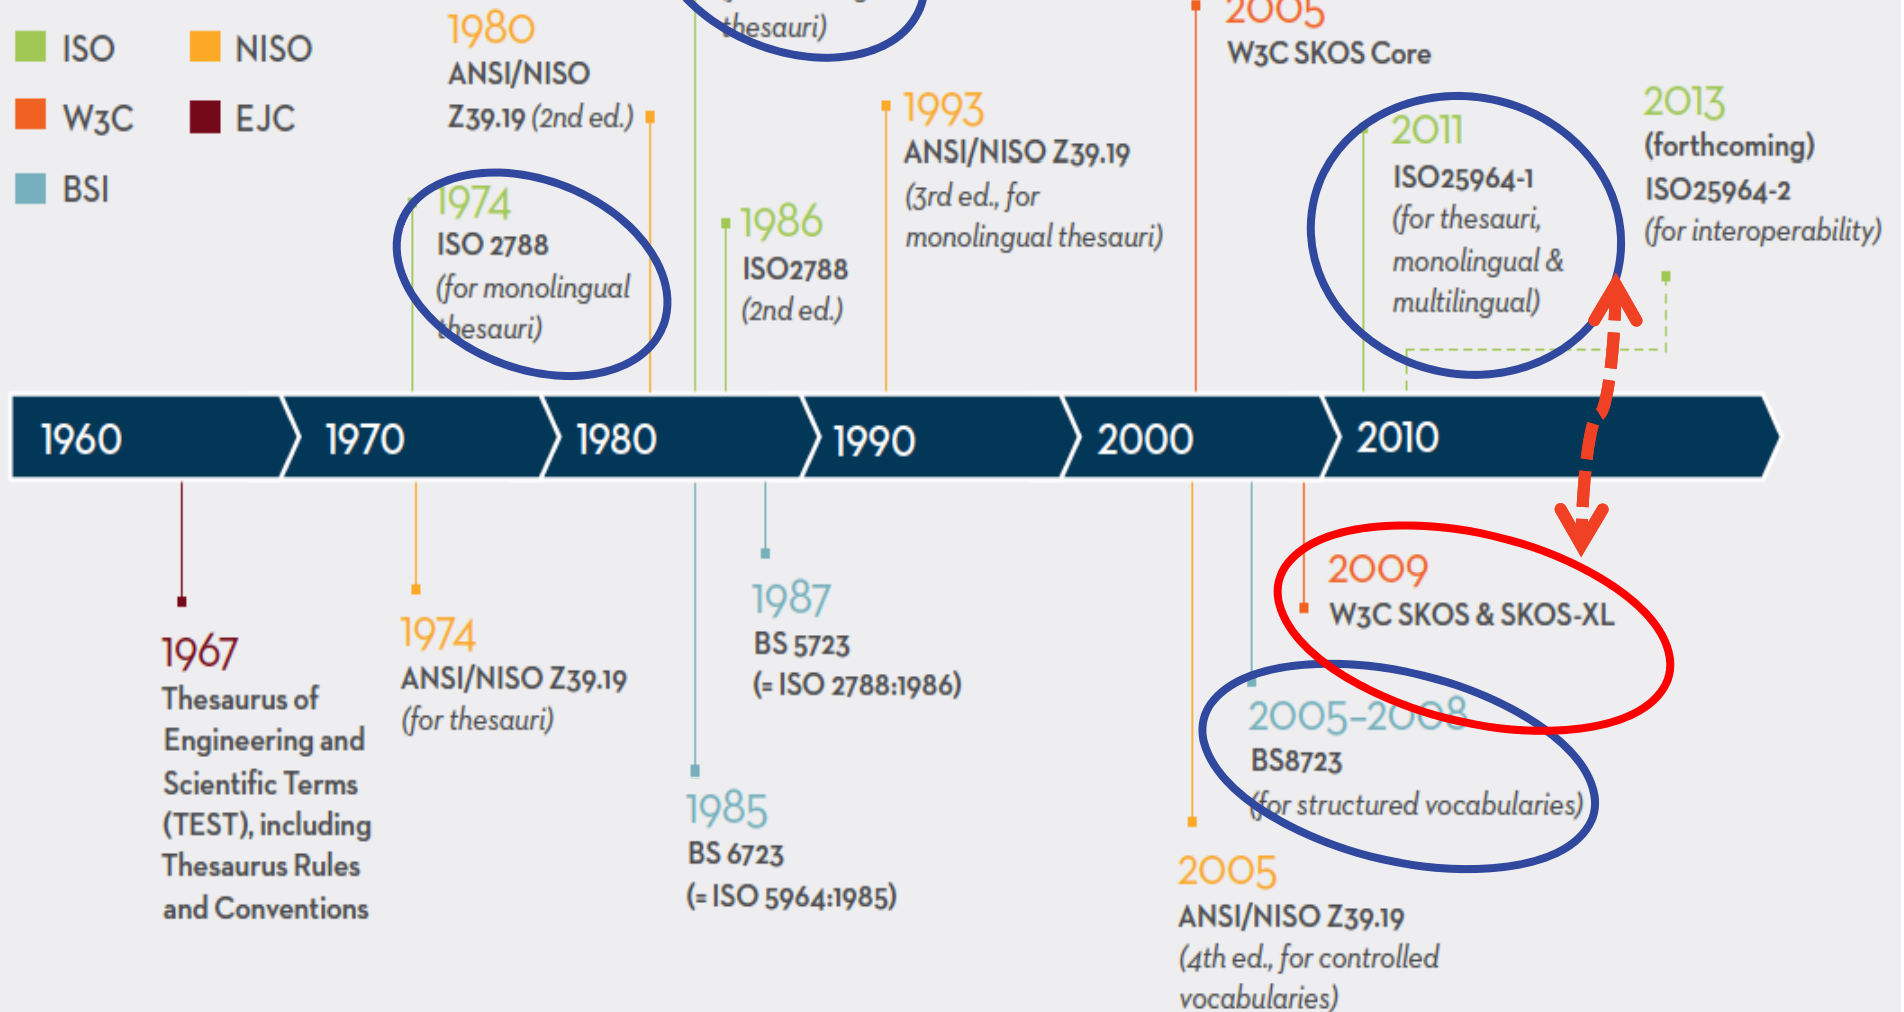 ISO
NISO
W3C
EJC
BSI
1980
ANSI/NISO
Z39.19 (2nd ed.)
thesauri)
2005
W3C SKOS Core
1974
ISO 2788
(for monolingual
thesauri)
1986
ISO2788
(2nd ed.)
1993
ANSI/NISO Z39.19
(3rd ed., for
monolingual thesauri)
2011
ISO25964-1
(for thesauri,
monolingual &
multilingual)
2013
(forthcoming)
ISO25964-2
(for interoperability)
1960
1970
1980
1990
2000
2010
1967
Thesaurus of
Engineering and
Scientific Terms
(TEST), including
Thesaurus Rules
and Conventions
1974
ANSI/NISO Z39.19
(for thesauri)
1987
BS 5723
(= ISO 2788:1986)
1985
BS 6723
(= ISO 5964:1985)
2009
W3C SKOS & SKOS-XL
2005–2008
BS8723
(for structured vocabularies)
2005
ANSI/NISO Z39.19
(4th ed., for controlled
vocabularies)